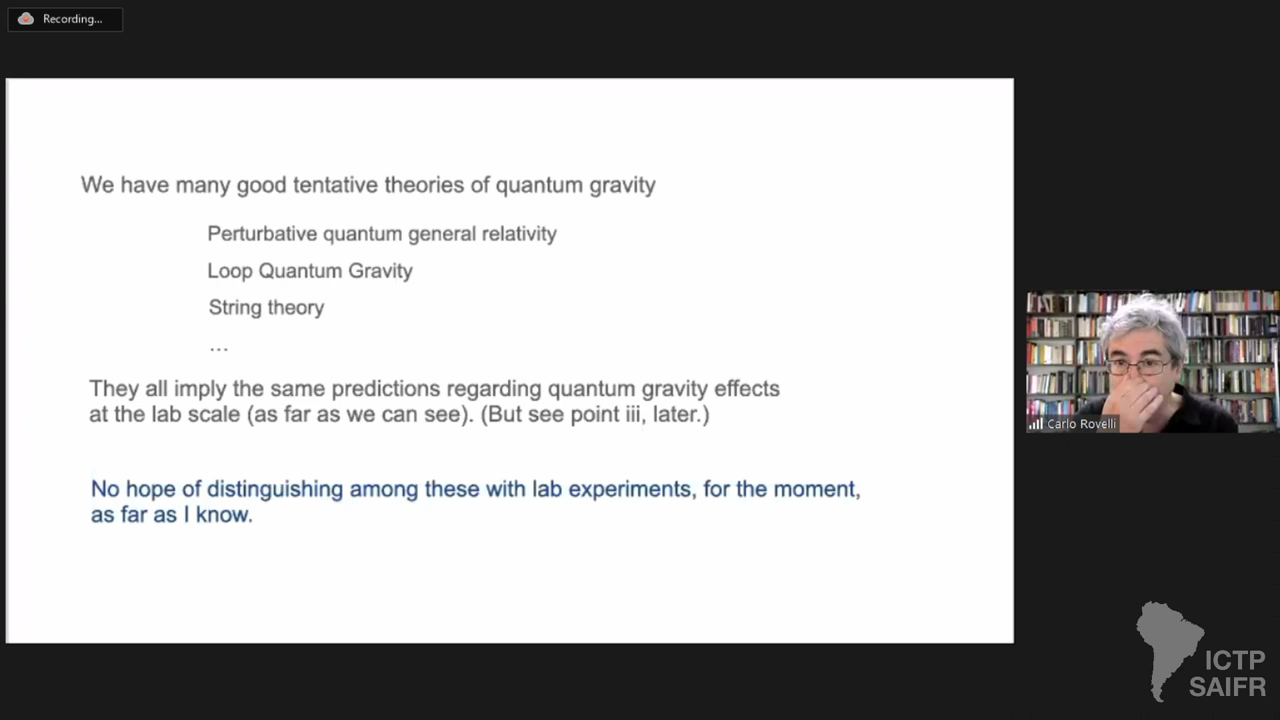 Recording...
We have many good tentative theories of quantum gravity
Perturbative quantum general relativity
Loop Quantum Gravity
String theory
...
They all imply the same predictions regarding quantum gravity effects
at the lab scale (as far as we can see). (But see point iii, later.)
No hope of distinguishing among these with lab experiments, for the moment,
as far as I know.
Carlo Rovelli
ICTP
SAIFR